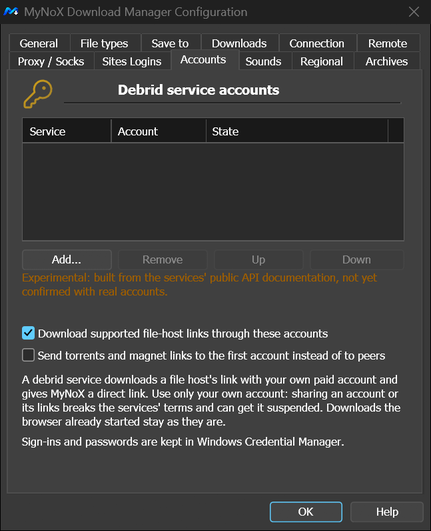 MyNoX Download Manager Configuration
General File types Save to Downloads Connection Remote
Proxy / Socks Sites Logins Accounts Sounds Regional Archives
Debrid service accounts
Service Account State
Add... Remove Up Down
Experimental: built from the services' public API documentation, not yet
confirmed with real accounts.
Download supported file-host links through these accounts
Send torrents and magnet links to the first account instead of to peers
A debrid service downloads a file host's link with your own paid account and
gives MyNoX a direct link. Use only your own account: sharing an account or
its links breaks the services' terms and can get it suspended. Downloads the
browser already started stay as they are.
Sign-ins and passwords are kept in Windows Credential Manager.
OK Help